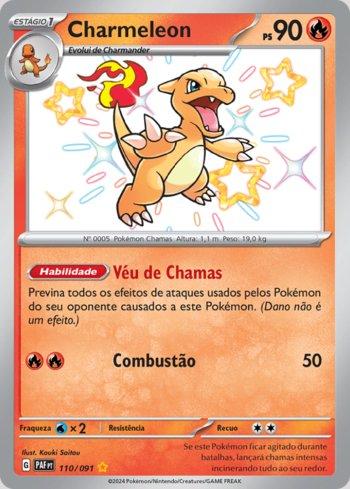 ESTÁGIO 1
Charmeleon
PS 90
Evolui de Charmander
Nº 0005 Pokémon Chamas Altura: 1,1 m Peso: 19,0 kg
Habilidade Véu de Chamas
Previna todos os efeitos de ataques usados pelos Pokémon
do seu oponente causados a este Pokémon. (Dano não é
um efeito.)
Combustão 50
Fraqueza ×2 Resistência Recuo
Ilust. Kouki Saitou
G PAF PT 110/091
Se este Pokémon ficar agitado durante
batalhas, lançará chamas intensas
incinerando tudo ao seu redor.
©2024 Pokémon/Nintendo/Creatures/GAME FREAK